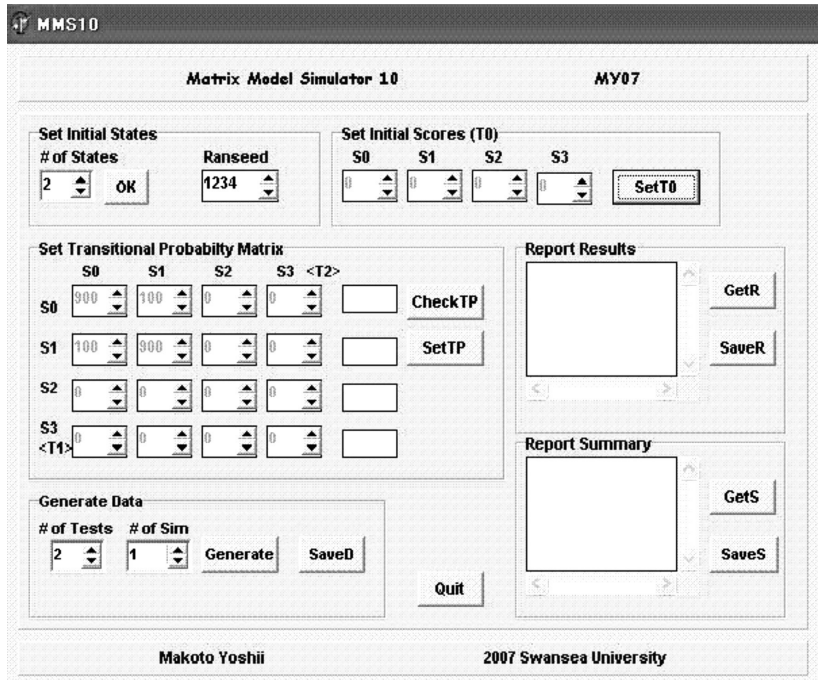 MMS10
Matrix Model Simulator 10 MY07
Set Initial States
# of States Ranseed
2 OK 1234
Set Initial Scores (T0)
S0 S1 S2 S3
0 0 0 0 SetT0
Set Transitional Probabilty Matrix
S0 S1 S2 S3 <T2>
S0 900 100 0 0 CheckTP
S1 100 900 0 0 SetTP
S2 0 0 0 0
S3 <T1> 0 0 0 0
Report Results
GetR
SaveR
Report Summary
GetS
SaveS
Generate Data
# of Tests # of Sim
2 1 Generate SaveD
Quit
Makoto Yoshii 2007 Swansea University